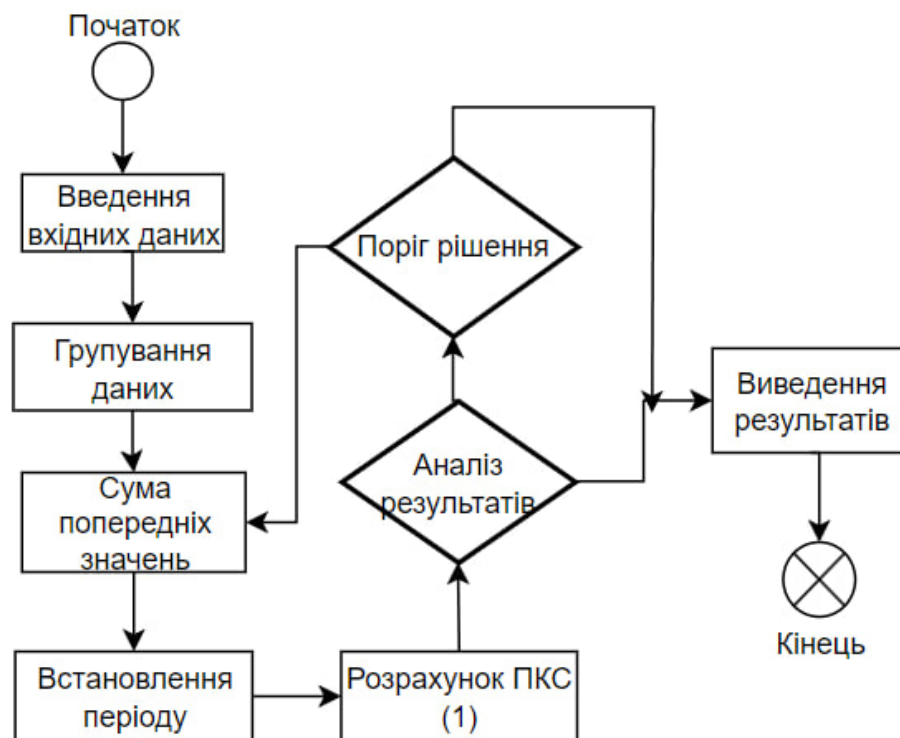 Початок
Введення
вхідних даних
Групування
даних
Сума
попередніх
значень
Встановлення
періоду
Розрахунок ПКС
(1)
Аналіз
результатів
Поріг рішення
Виведення
результатів
Кінець